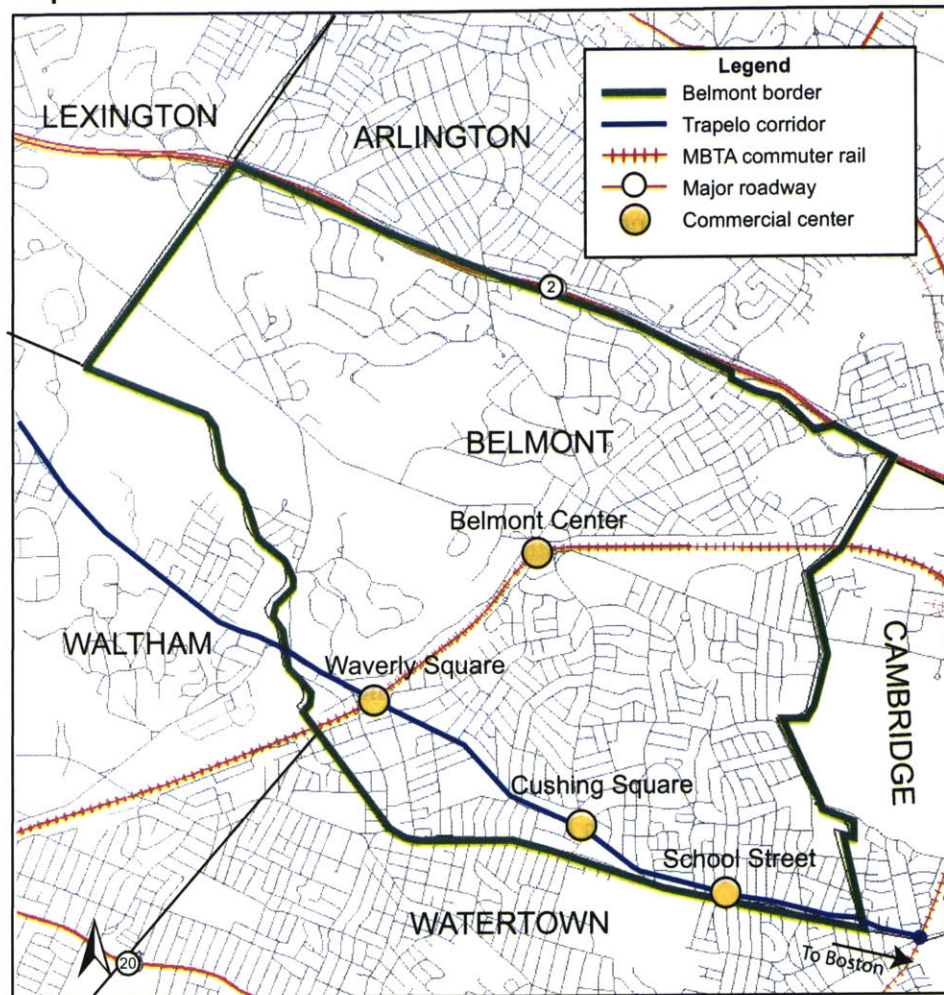 Legend
Belmont border
Trapelo corridor
MBTA commuter rail
Major roadway
Commercial center
LEXINGTON
ARLINGTON
2
BELMONT
Belmont Center
WALTHAM
Waverly Square
CAMBRIDGE
Cushing Square
School Street
WATERTOWN
To Boston
20